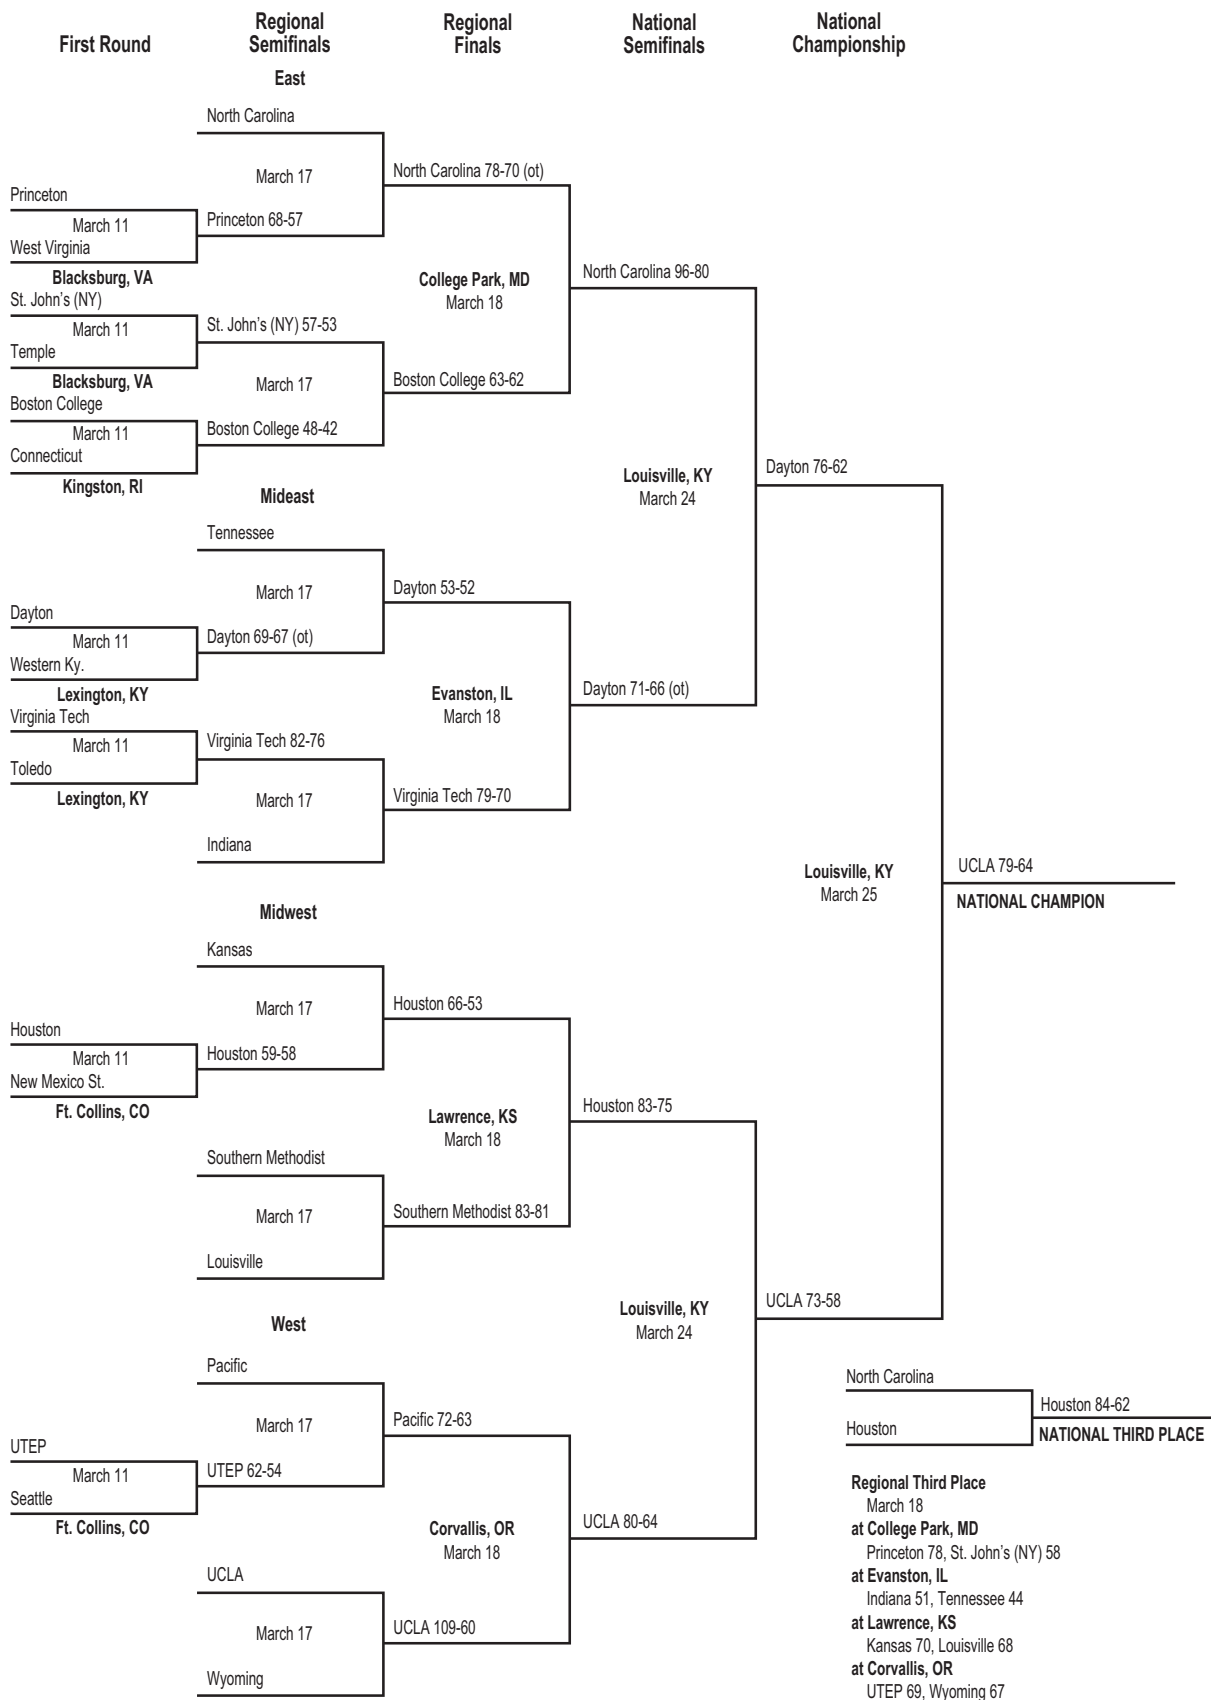 First Round
Regional
Semifinals
Regional
Finals
National
Semifinals
National
Championship
East
North Carolina
March 17
North Carolina 78-70 (ot)
Princeton
March 11
Princeton 68-57
West Virginia
Blacksburg, VA
College Park, MD
March 18
North Carolina 96-80
St. John's (NY)
March 11
St. John's (NY) 57-53
Temple
Blacksburg, VA
March 17
Boston College 63-62
Boston College
March 11
Boston College 48-42
Connecticut
Kingston, RI
Louisville, KY
March 24
Dayton 76-62
Mideast
Tennessee
March 17
Dayton 53-52
Dayton
March 11
Dayton 69-67 (ot)
Western Ky.
Lexington, KY
Evanston, IL
March 18
Dayton 71-66 (ot)
Virginia Tech
March 11
Virginia Tech 82-76
Toledo
Lexington, KY
March 17
Virginia Tech 79-70
Indiana
Louisville, KY
March 25
UCLA 79-64
NATIONAL CHAMPION
Midwest
Kansas
March 17
Houston 66-53
Houston
March 11
Houston 59-58
New Mexico St.
Ft. Collins, CO
Lawrence, KS
March 18
Houston 83-75
Southern Methodist
March 17
Southern Methodist 83-81
Louisville
Louisville, KY
March 24
UCLA 73-58
West
Pacific
March 17
Pacific 72-63
UTEP
March 11
UTEP 62-54
Seattle
Ft. Collins, CO
Corvallis, OR
March 18
UCLA 80-64
UCLA
March 17
UCLA 109-60
Wyoming
North Carolina
Houston 84-62
Houston
NATIONAL THIRD PLACE
Regional Third Place
March 18
at College Park, MD
Princeton 78, St. John's (NY) 58
at Evanston, IL
Indiana 51, Tennessee 44
at Lawrence, KS
Kansas 70, Louisville 68
at Corvallis, OR
UTEP 69, Wyoming 67